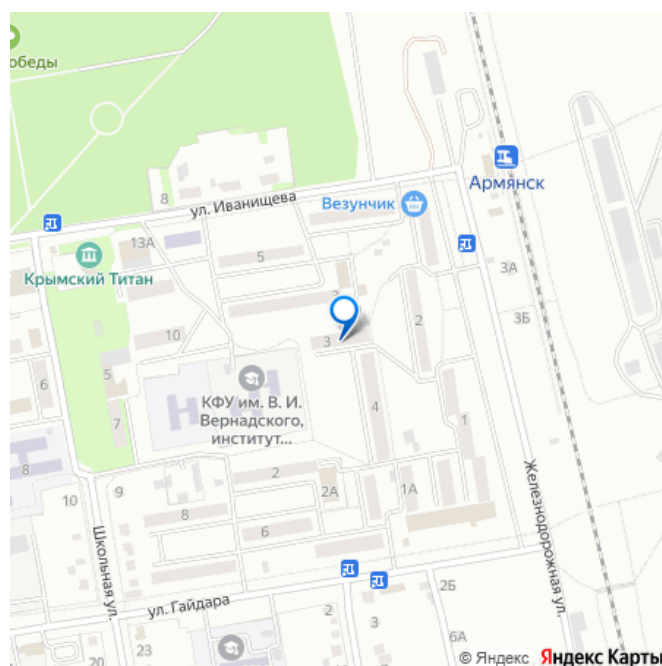 обеды
Армянск
8
ул. Иванищева
Везунчик
13А
5
Крымский Титан
3А
3Б
10
3
2
6
5
КФУ им. В. И.
Вернадского,
институт...
7
4
1
8
9
10
2
2А
1А
8
6
Школьная ул.
Железнодорожная ул.
ул. Гайдара
2Б
2
3
6А
23
20
© Яндекс Яндекс Карты